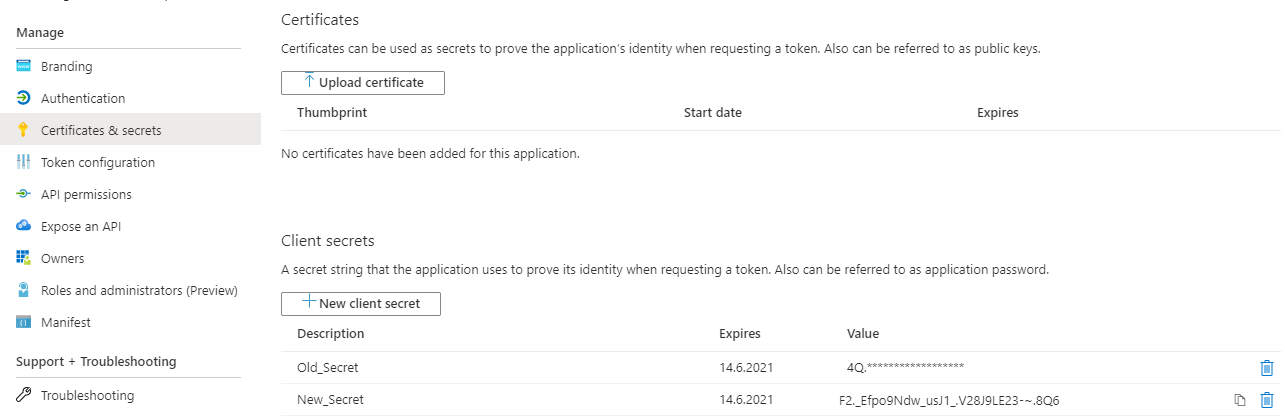 Manage
Branding
Authentication
Certificates & secrets
Token configuration
API permissions
Expose an API
Owners
Roles and administrators (Preview)
Manifest
Support + Troubleshooting
Troubleshooting
Certificates
Certificates can be used as secrets to prove the application's identity when requesting a token. Also can be referred to as public keys.
Upload certificate
Thumbprint Start date Expires
No certificates have been added for this application.
Client secrets
A secret string that the application uses to prove its identity when requesting a token. Also can be referred to as application password.
New client secret
Description Expires Value
Old_Secret 14.6.2021 4Q.******************
New_Secret 14.6.2021 F2._Efpo9Ndw_usJ1_.V28J9LE23-~.8Q6